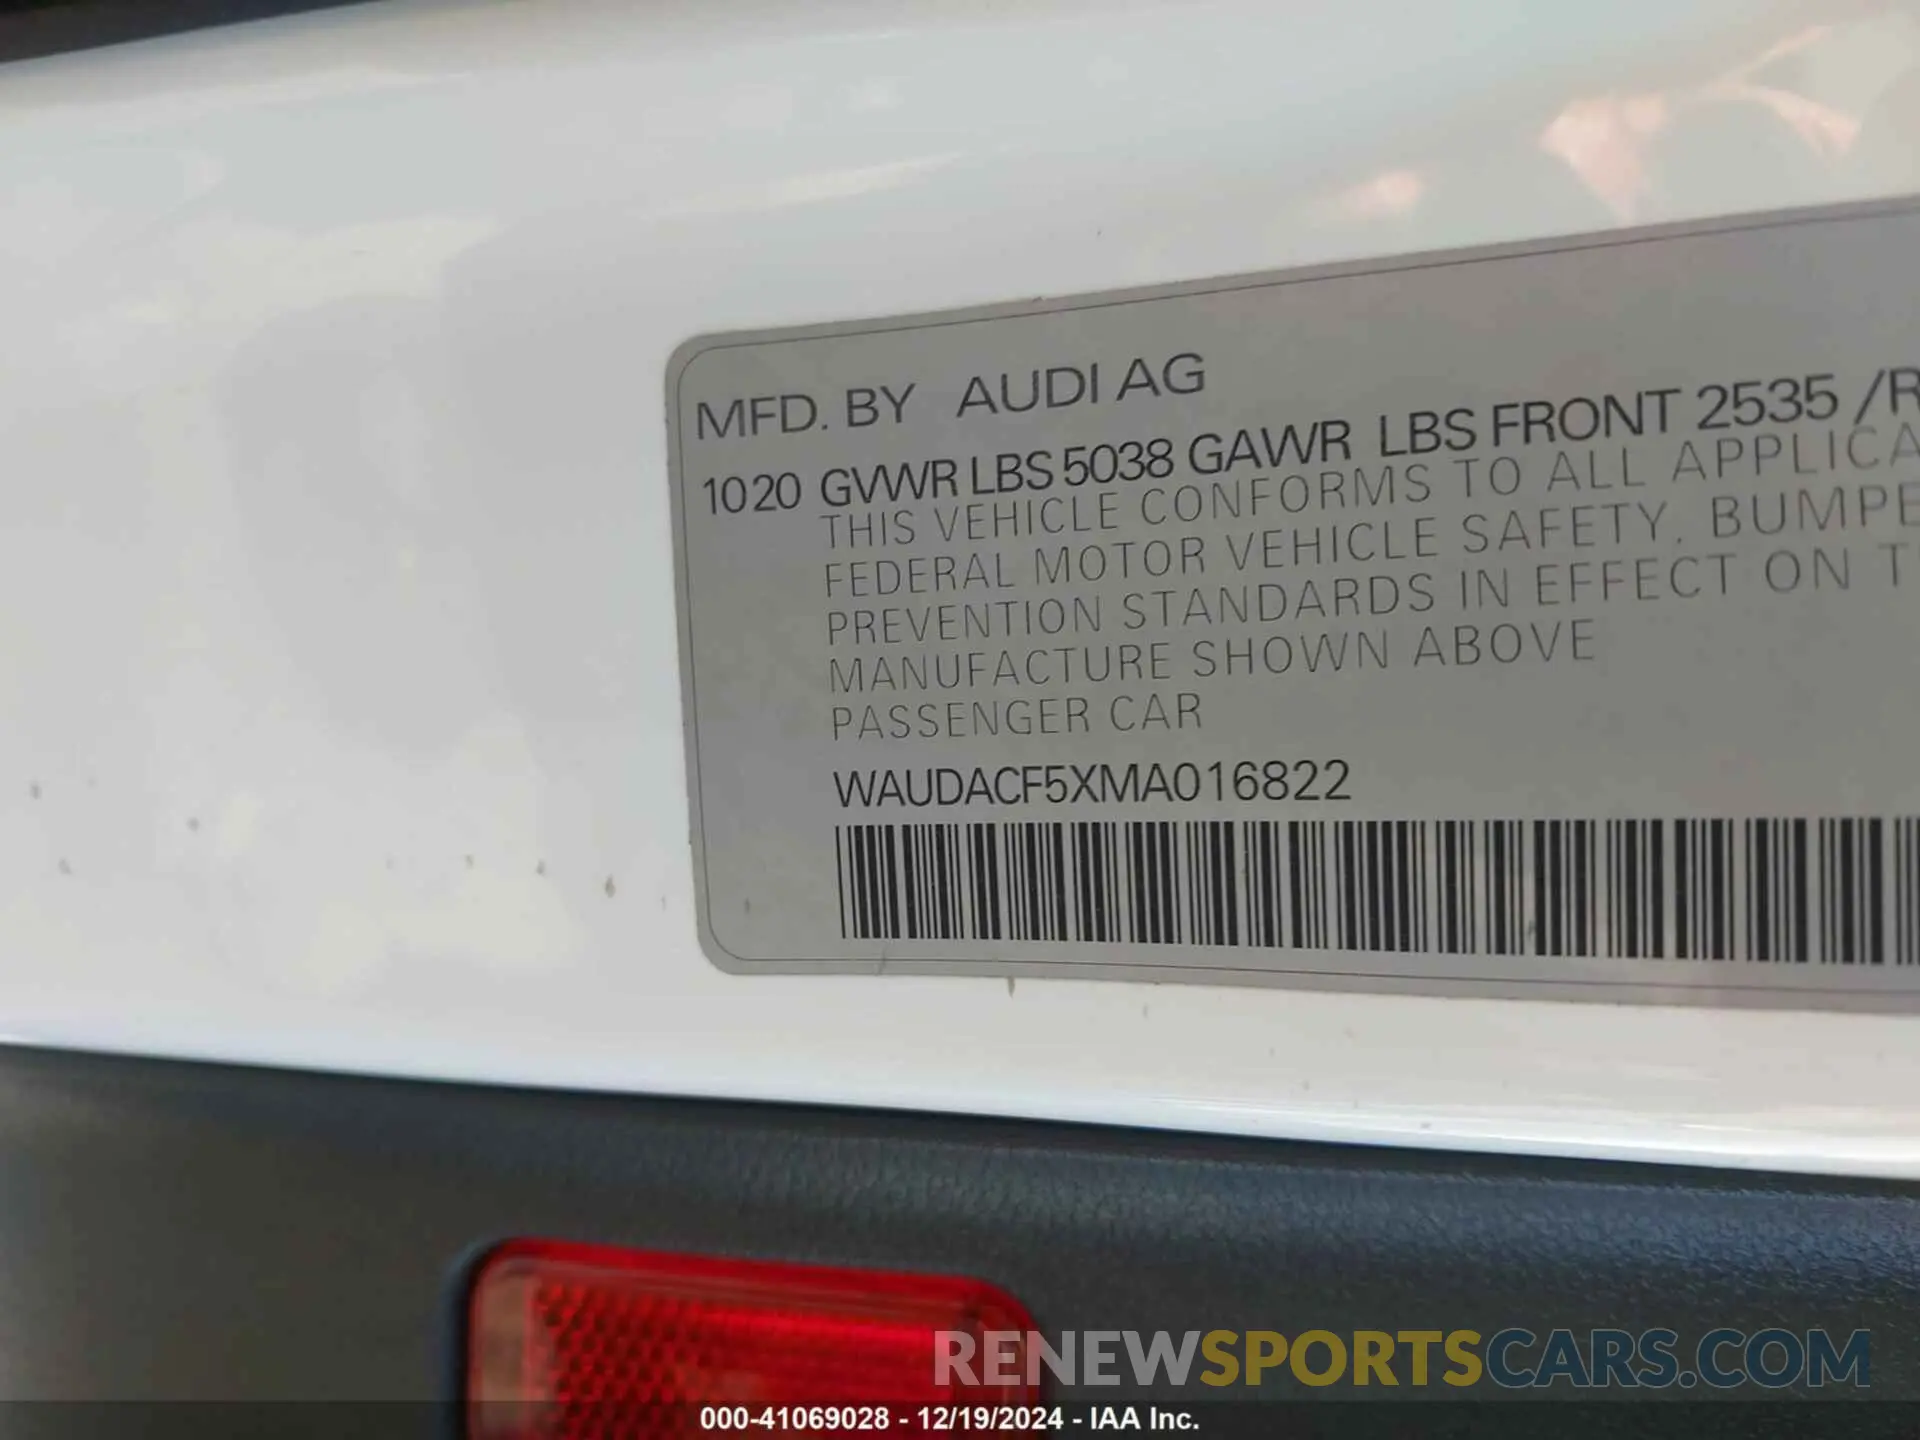 MFD. BY AUDI AG
1020 GVWR LBS 5038 GAWR LBS FRONT 2535 /R
THIS VEHICLE CONFORMS TO ALL APPLICA
FEDERAL MOTOR VEHICLE SAFETY. BUMPE
PREVENTION STANDARDS IN EFFECT ON T
MANUFACTURE SHOWN ABOVE
PASSENGER CAR
WAUDACF5XMA016822
RENEWSPORTSCARS.COM
000-41069028 - 12/19/2024 - IAA Inc.